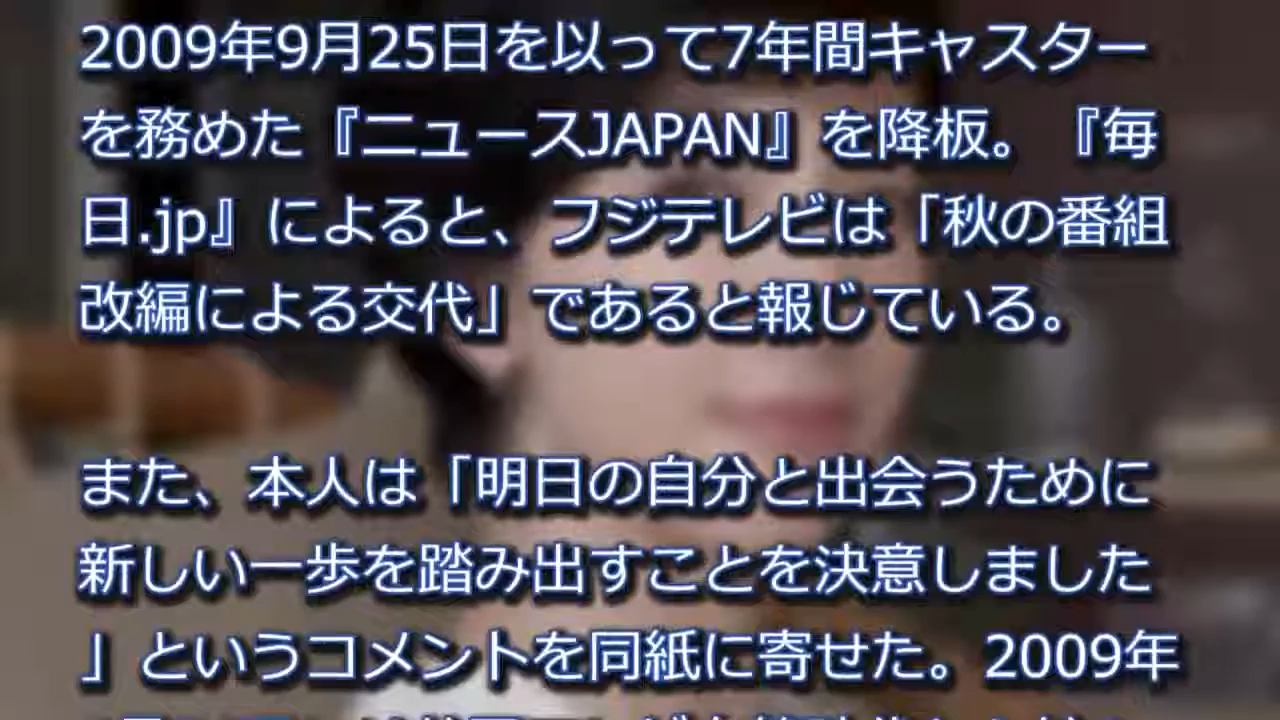 2009年9月25日を以って7年間キャスター
を務めた『ニュースJAPAN』を降板。『毎
日.jp』によると、フジテレビは「秋の番組
改編による交代」であると報じている。
また、本人は「明日の自分と出会うために
新しい一歩を踏み出すことを決意しました
」というコメントを同紙に寄せた。2009年